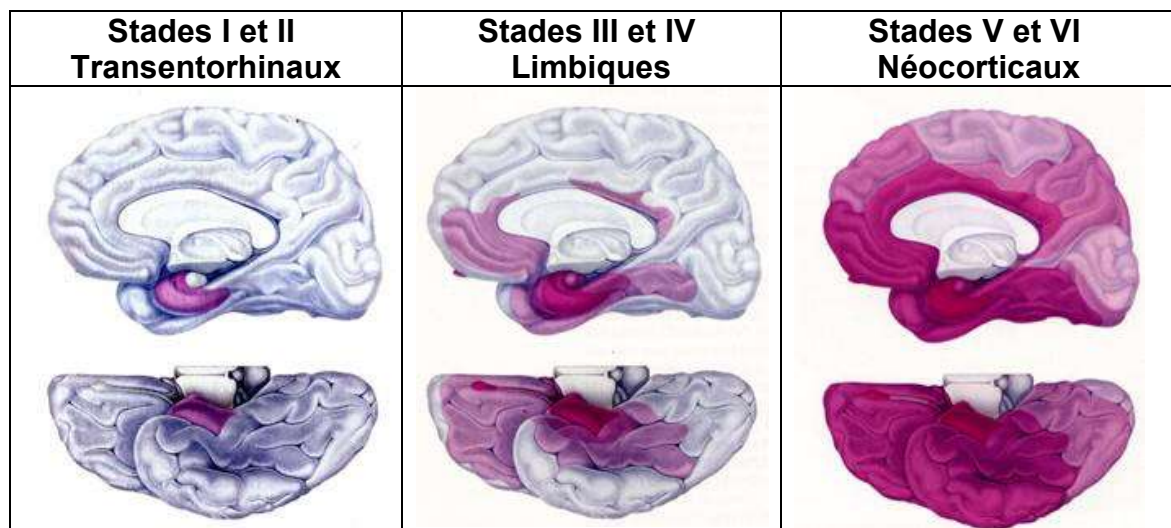 Stades I et II
Transentorhinaux
Stades III et IV
Limbiques
Stades V et VI
Néocorticaux